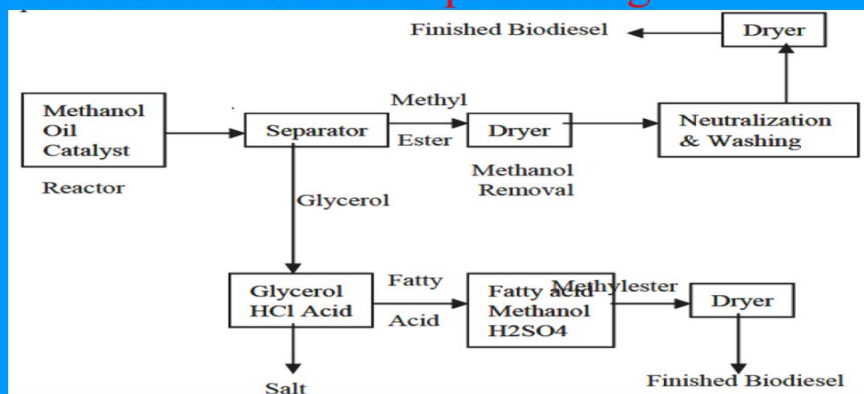 Finished Biodiesel
Dryer
Methanol
Oil
Catalyst
Reactor
Separator
Methyl
Ester
Dryer
Methanol
Removal
Neutralization
& Washing
Glycerol
Glycerol
HCl Acid
Fatty
Acid
Fatty acid
Methanol
H2SO4
Methylester
Dryer
Salt
Finished Biodiesel